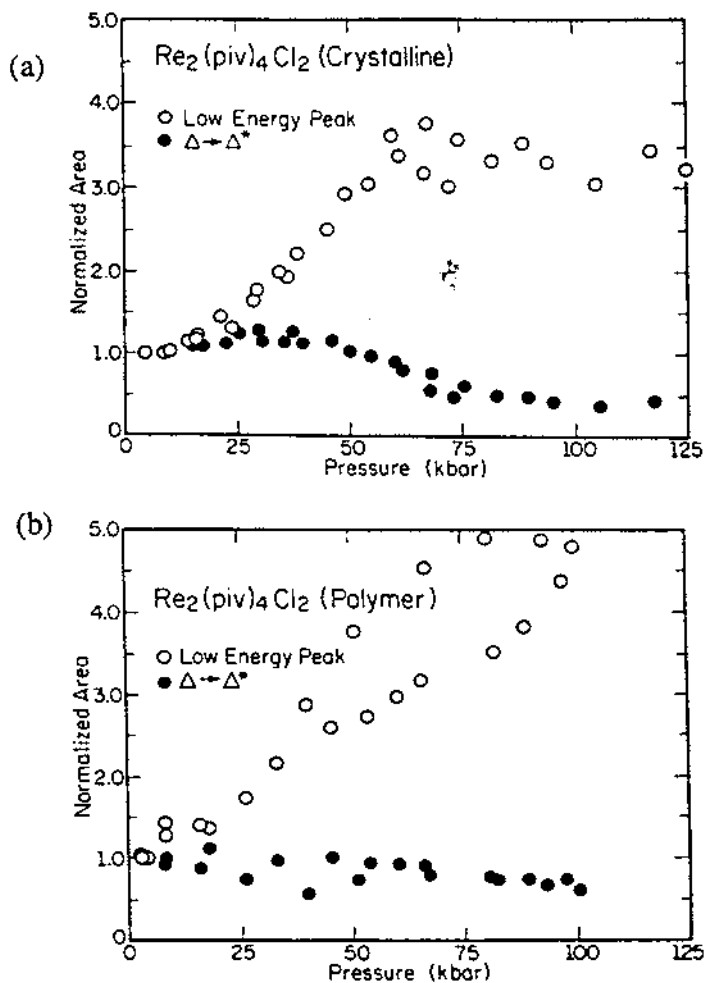 (a)
5.0
Re2(piv)4Cl2 (Crystalline)
○ Low Energy Peak
● Δ→Δ*
4.0
3.0
2.0
1.0
0
Normalized Area
0 25 50 75 100 125
Pressure (kbar)
(b)
5.0
Re2(piv)4Cl2 (Polymer)
○ Low Energy Peak
● Δ→Δ*
4.0
3.0
2.0
1.0
0
Normalized Area
0 25 50 75 100 125
Pressure (kbar)